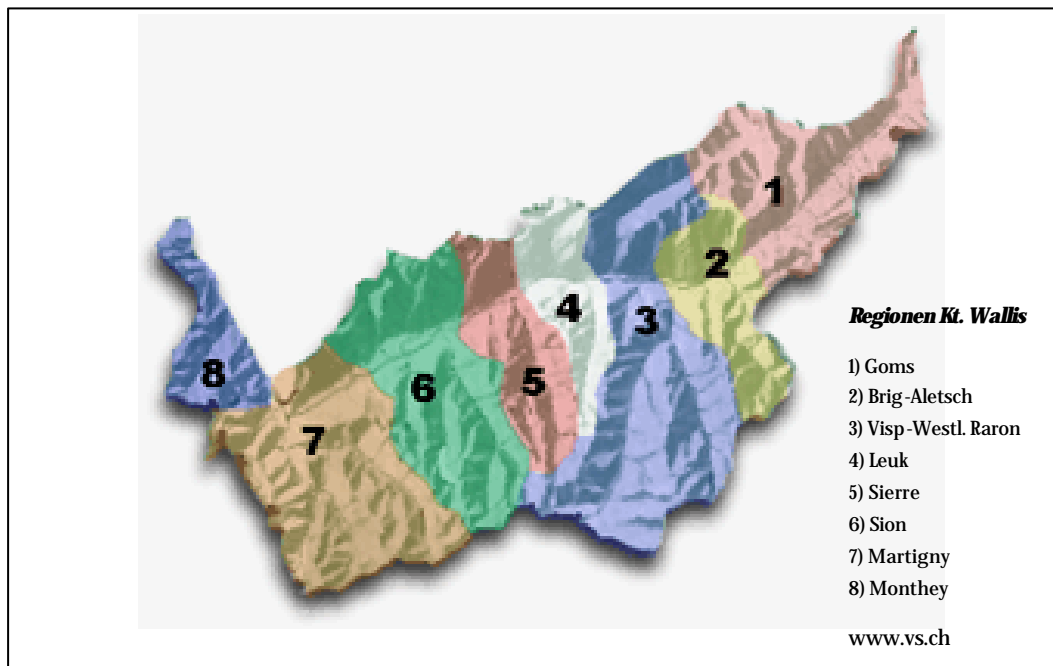 1
2
3
4
5
6
7
8
Regionen Kt. Wallis
1) Goms
2) Brig-Aletsch
3) Visp-Westl. Raron
4) Leuk
5) Sierre
6) Sion
7) Martigny
8) Monthey
www.vs.ch